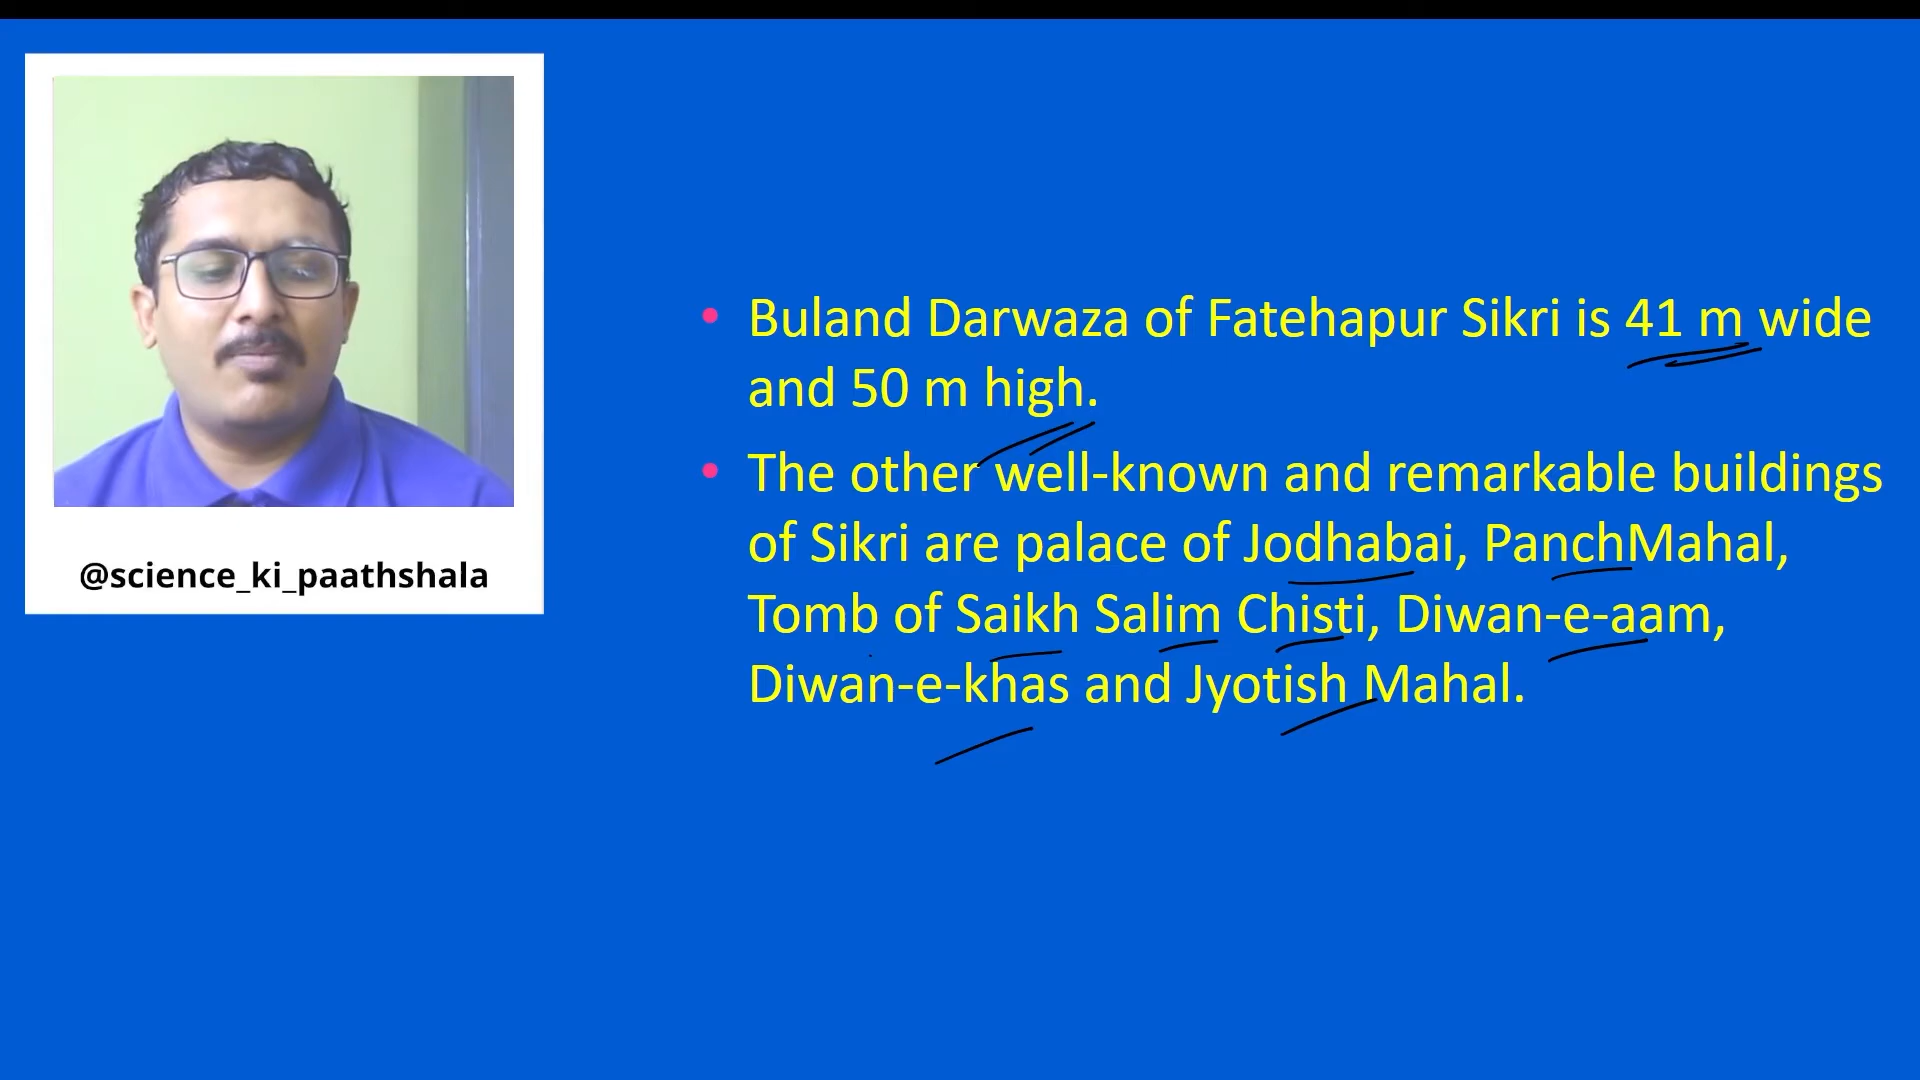 @science_ki_paathshala
• Buland Darwaza of Fatehapur Sikri is 41 m wide
and 50 m high.
• The other well-known and remarkable buildings
of Sikri are palace of Jodhabai, PanchMahal,
Tomb of Saikh Salim Chisti, Diwan-e-aam,
Diwan-e-khas and Jyotish Mahal.